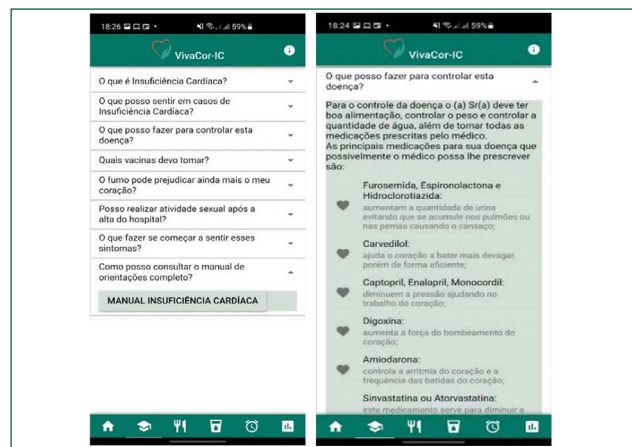 18:26
59%
VivaCor-IC
O que é Insuficiência Cardíaca?
O que posso sentir em casos de
Insuficiência Cardíaca?
O que posso fazer para controlar esta
doença?
Quais vacinas devo tomar?
O fumo pode prejudicar ainda mais o meu
coração?
Posso realizar atividade sexual após a
alta do hospital?
O que fazer se começar a sentir esses
sintomas?
Como posso consultar o manual de
orientações completo?
MANUAL INSUFICIÊNCIA CARDÍACA
18:24
59%
VivaCor-IC
O que posso fazer para controlar esta
doença?
Para o controle da doença o (a) Sr(a) deve ter
boa alimentação, controlar o peso e controlar a
quantidade de água, além de tomar todas as
medicações prescritas pelo médico.
As principais medicações para sua doença que
possivelmente o médico possa lhe prescrever
são:
Furosemida, Espironolactona e
Hidroclorotiazida:
aumentam a quantidade de urina
evitando que se acumule nos pulmões ou
nas pernas causando o cansaço;
Carvedilol:
ajuda o coração a bater mais devagar,
porém de forma eficiente;
Captopril, Enalapril, Monocordil:
diminuem a pressão ajudando no
trabalho do coração;
Digoxina:
aumenta a força do bombeamento do
coração;
Amiodarona:
controla a arritmia do coração e a
frequência das batidas do coração;
Sinvastatina ou Atorvastatina:
este medicamento serve para diminuir a